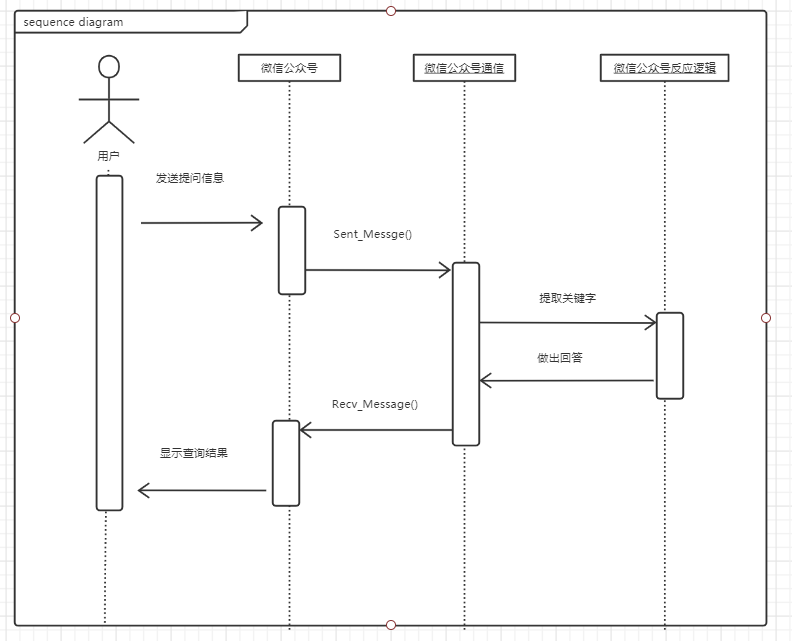 sequence diagram
微信公众号
微信公众号通信
微信公众号反应逻辑
用户
发送提问信息
Sent_Messge()
提取关键字
做出回答
Recv_Message()
显示查询结果